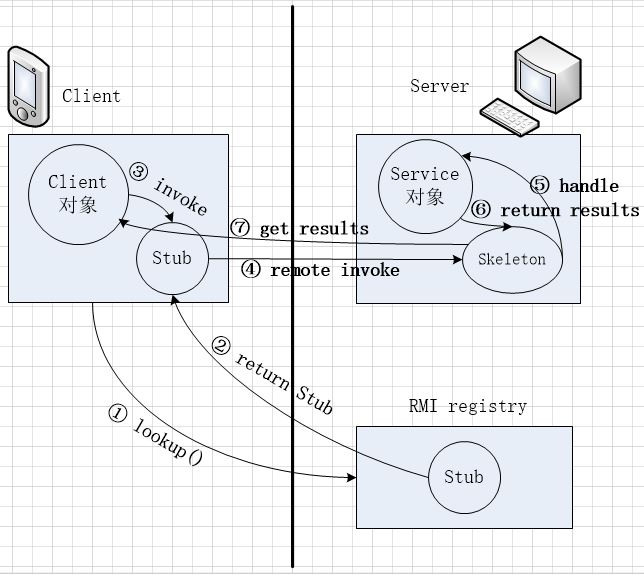 Client
Server
Client
对象
③ invoke
Stub
Service
对象
⑤ handle
⑥ return results
⑦ get results
④ remote invoke
Skeleton
② return Stub
① lookup()
RMI registry
Stub